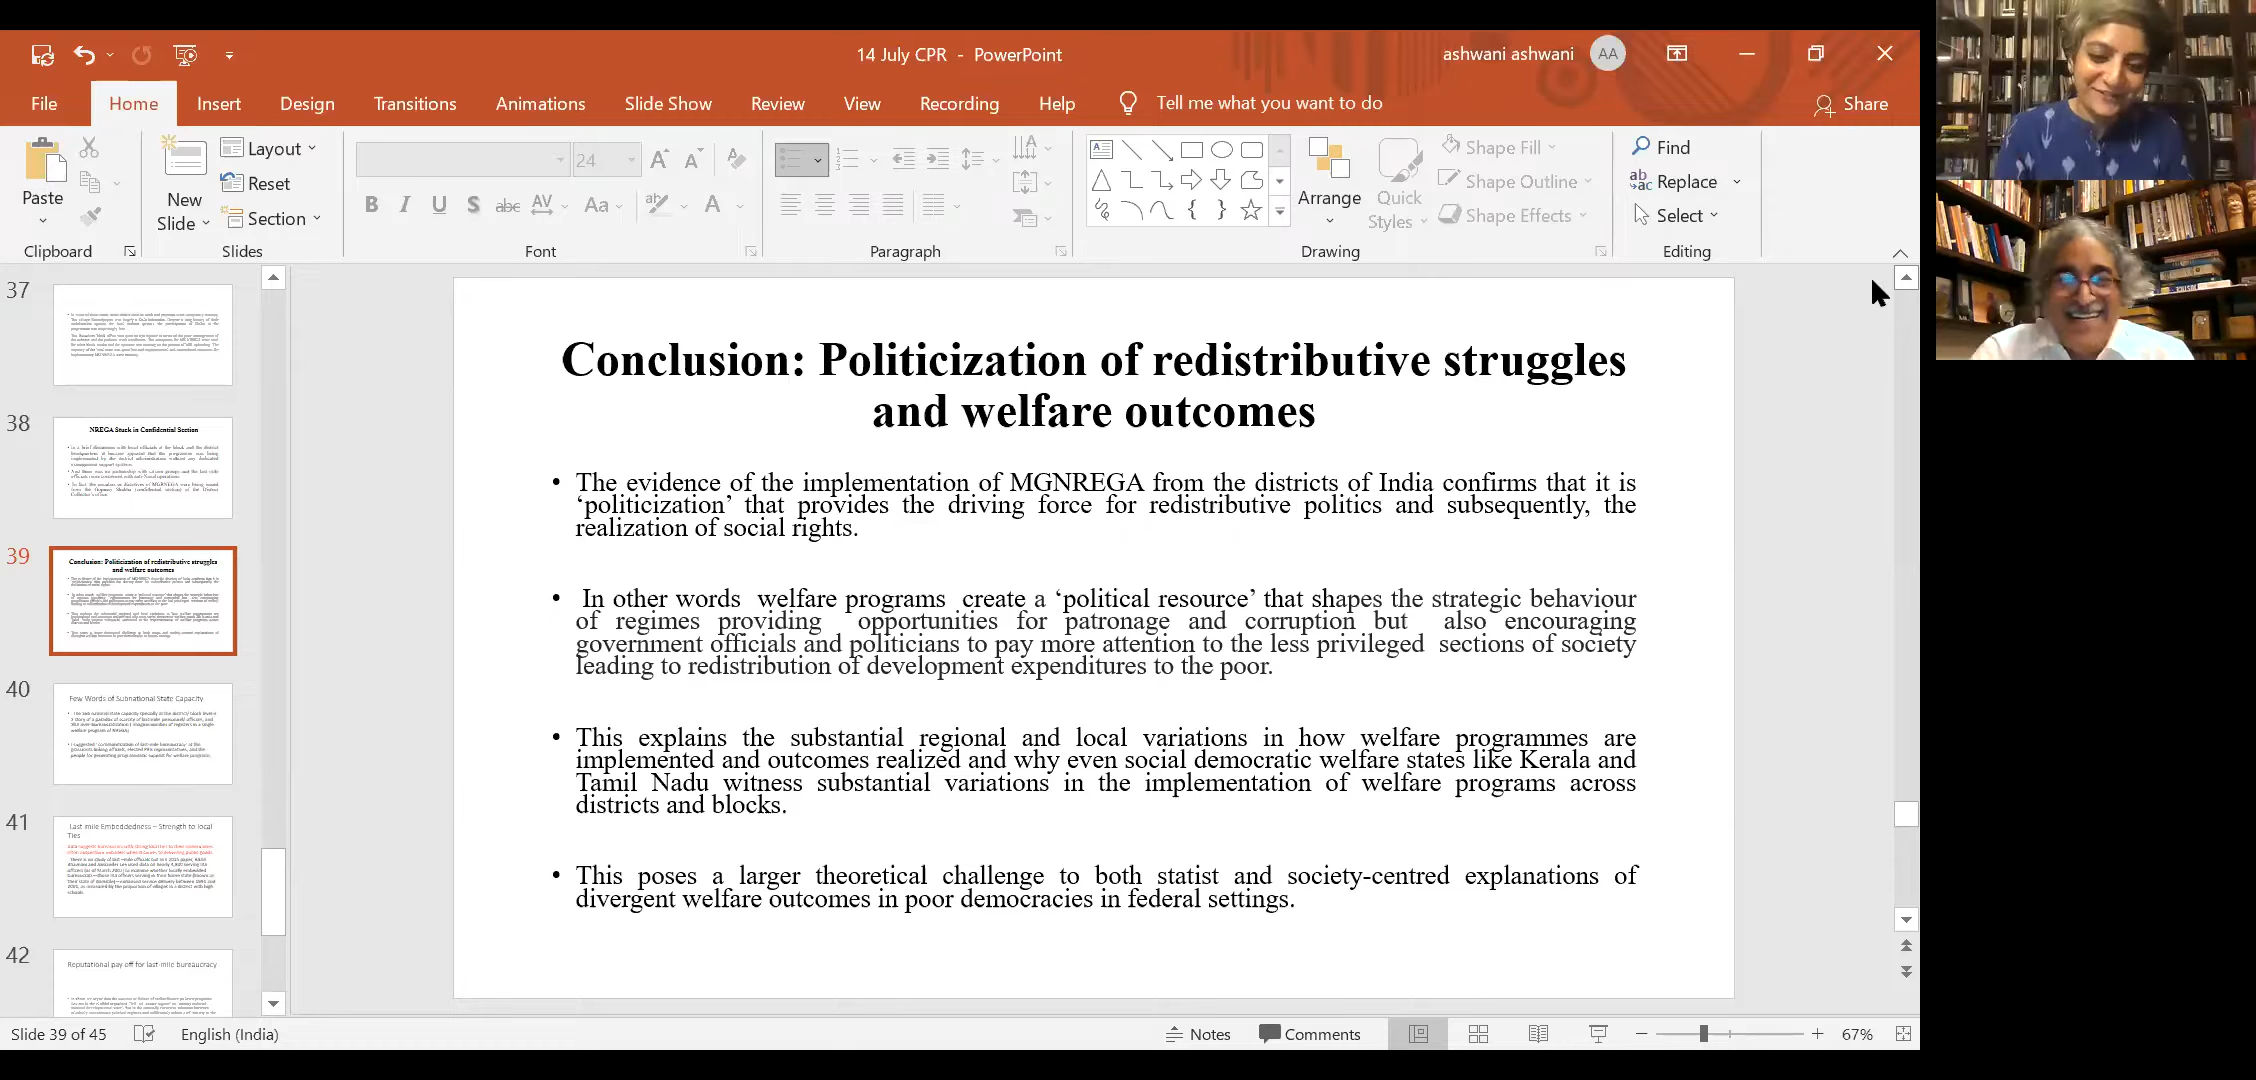 14 July CPR - PowerPoint
ashwani ashwani AA
File Home Insert Design Transitions Animations Slide Show Review View Recording Help Tell me what you want to do Share
Paste
Clipboard
New Slide
Layout
Reset
Section
Slides
24
B I U S abc AV Aa A
Font
Paragraph
Arrange
Quick Styles
Shape Fill
Shape Outline
Shape Effects
Drawing
Find
Replace
Select
Editing
37
38
NREGA Stuck in Confidential Section
39
Conclusion: Politicization of redistributive struggles
and welfare outcomes
40
Few Words of Subnational State Capacity
41
Last mile Embeddedness – Strength to local
Ties
42
Reputational pay off for last-mile bureaucracy
Conclusion: Politicization of redistributive struggles
and welfare outcomes
• The evidence of the implementation of MGNREGA from the districts of India confirms that it is
‘politicization’ that provides the driving force for redistributive politics and subsequently, the
realization of social rights.
• In other words welfare programs create a ‘political resource’ that shapes the strategic behaviour
of regimes providing opportunities for patronage and corruption but also encouraging
government officials and politicians to pay more attention to the less privileged sections of society
leading to redistribution of development expenditures to the poor.
• This explains the substantial regional and local variations in how welfare programmes are
implemented and outcomes realized and why even social democratic welfare states like Kerala and
Tamil Nadu witness substantial variations in the implementation of welfare programs across
districts and blocks.
• This poses a larger theoretical challenge to both statist and society-centred explanations of
divergent welfare outcomes in poor democracies in federal settings.
Slide 39 of 45 English (India) Notes Comments 67%